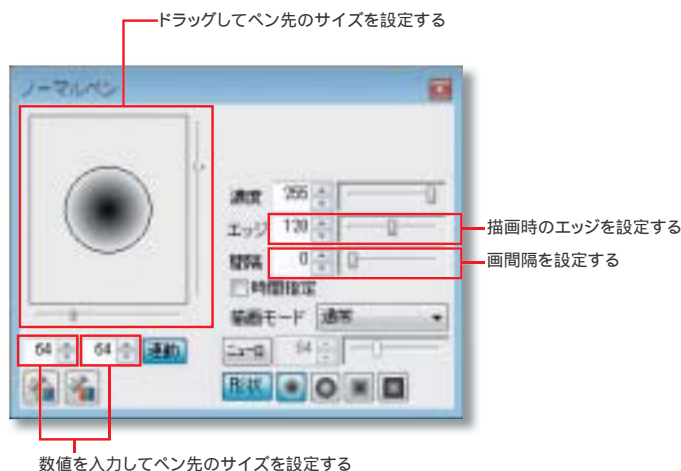 ドラッグしてペン先のサイズを設定する
ノーマルペン
濃度 255
エッジ 128
描画時のエッジを設定する
間隔 0
画間隔を設定する
時間指定
描画モード 通常
64 64 連動
64
形状
数値を入力してペン先のサイズを設定する